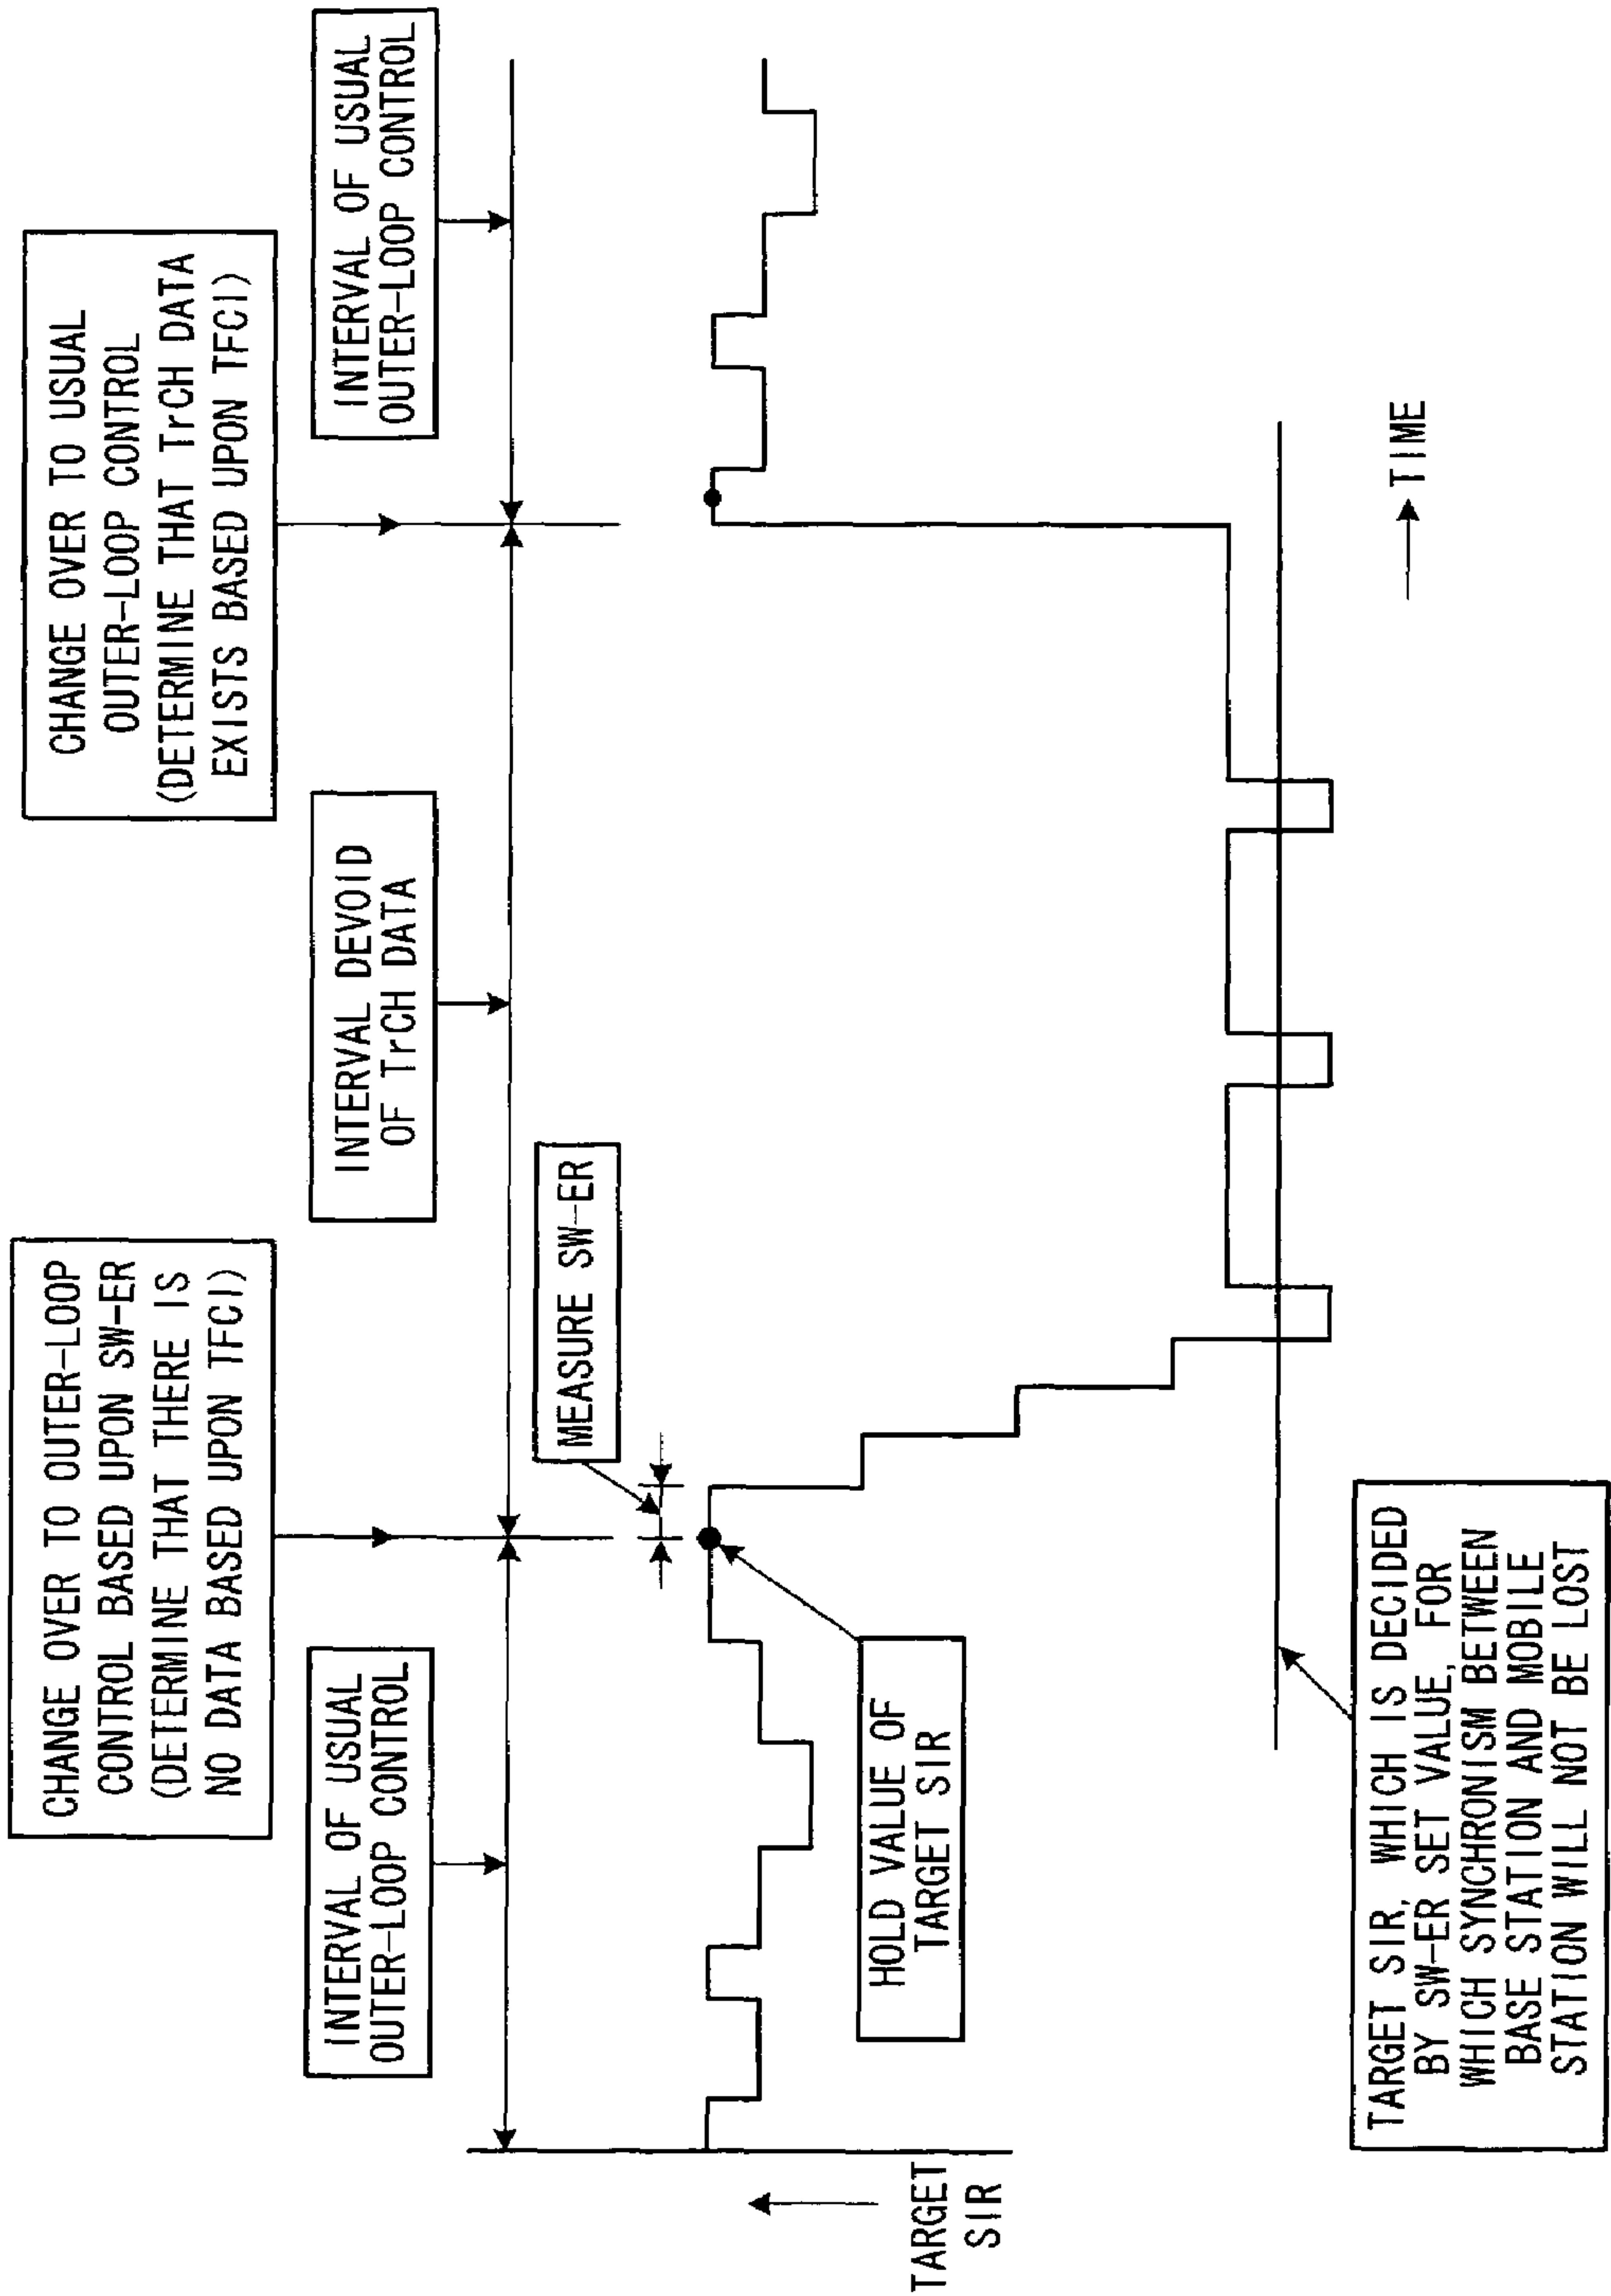 CHANGE OVER TO OUTER-LOOP
CONTROL BASED UPON SW-ER
(DETERMINE THAT THERE IS
NO DATA BASED UPON TFCI)
CHANGE OVER TO USUAL
OUTER-LOOP CONTROL
(DETERMINE THAT TrCH DATA
EXISTS BASED UPON TFCI)
INTERVAL OF USUAL
OUTER-LOOP CONTROL
INTERVAL DEVOID
OF TrCH DATA
INTERVAL OF USUAL
OUTER-LOOP CONTROL
MEASURE SW-ER
HOLD VALUE OF
TARGET SIR
TARGET
SIR
TARGET SIR, WHICH IS DECIDED
BY SW-ER SET VALUE, FOR
WHICH SYNCHRONISM BETWEEN
BASE STATION AND MOBILE
STATION WILL NOT BE LOST
TIME